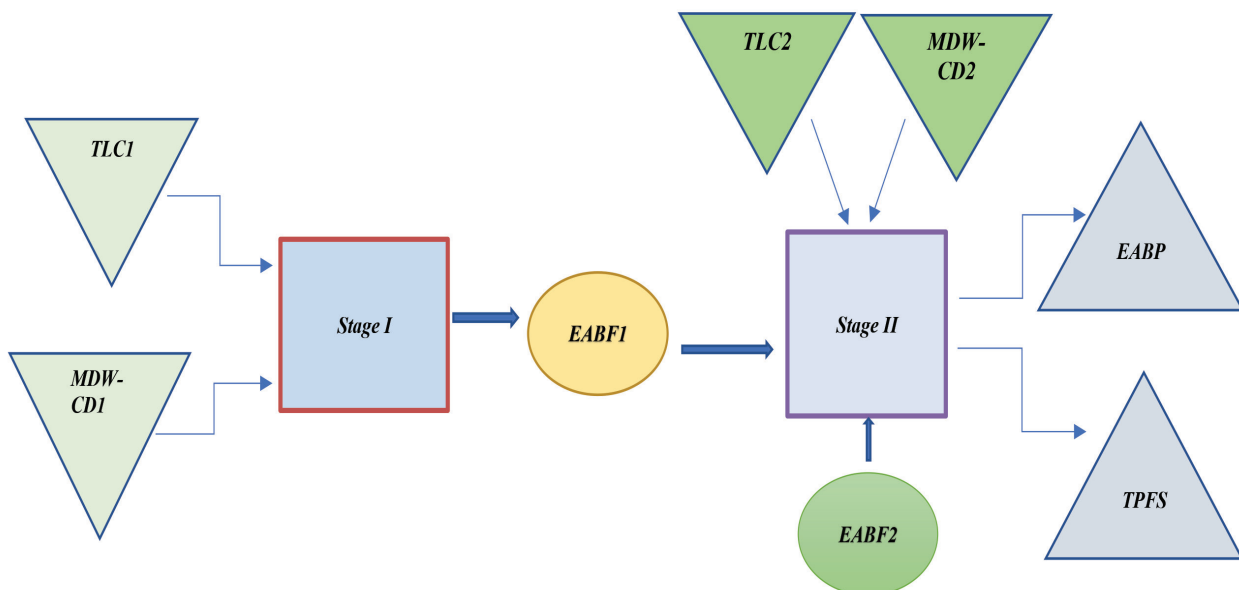 TLC1
MDW-
CD1
Stage I
EABF1
TLC2
MDW-
CD2
Stage II
EABF2
EABP
TPFS